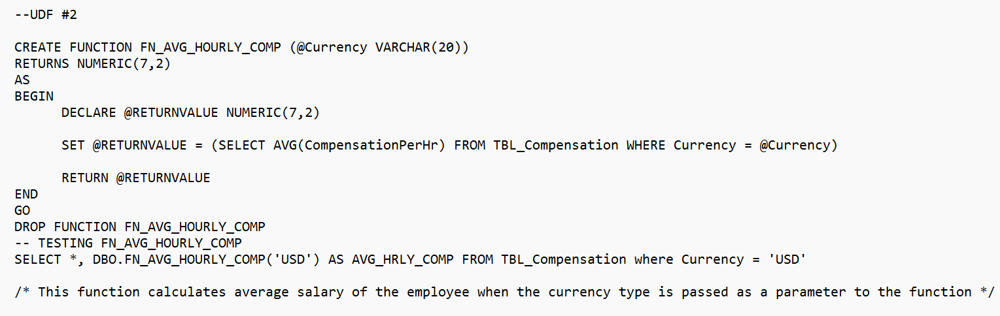 --UDF #2
CREATE FUNCTION FN_AVG_HOURLY_COMP (@Currency VARCHAR(20))
RETURNS NUMERIC(7,2)
AS
BEGIN
DECLARE @RETURNVALUE NUMERIC(7,2)
SET @RETURNVALUE = (SELECT AVG(CompensationPerHr) FROM TBL_Compensation WHERE Currency = @Currency)
RETURN @RETURNVALUE
END
GO
DROP FUNCTION FN_AVG_HOURLY_COMP
-- TESTING FN_AVG_HOURLY_COMP
SELECT *, DBO.FN_AVG_HOURLY_COMP('USD') AS AVG_HRLY_COMP FROM TBL_Compensation where Currency = 'USD'
/* This function calculates average salary of the employee when the currency type is passed as a parameter to the function */